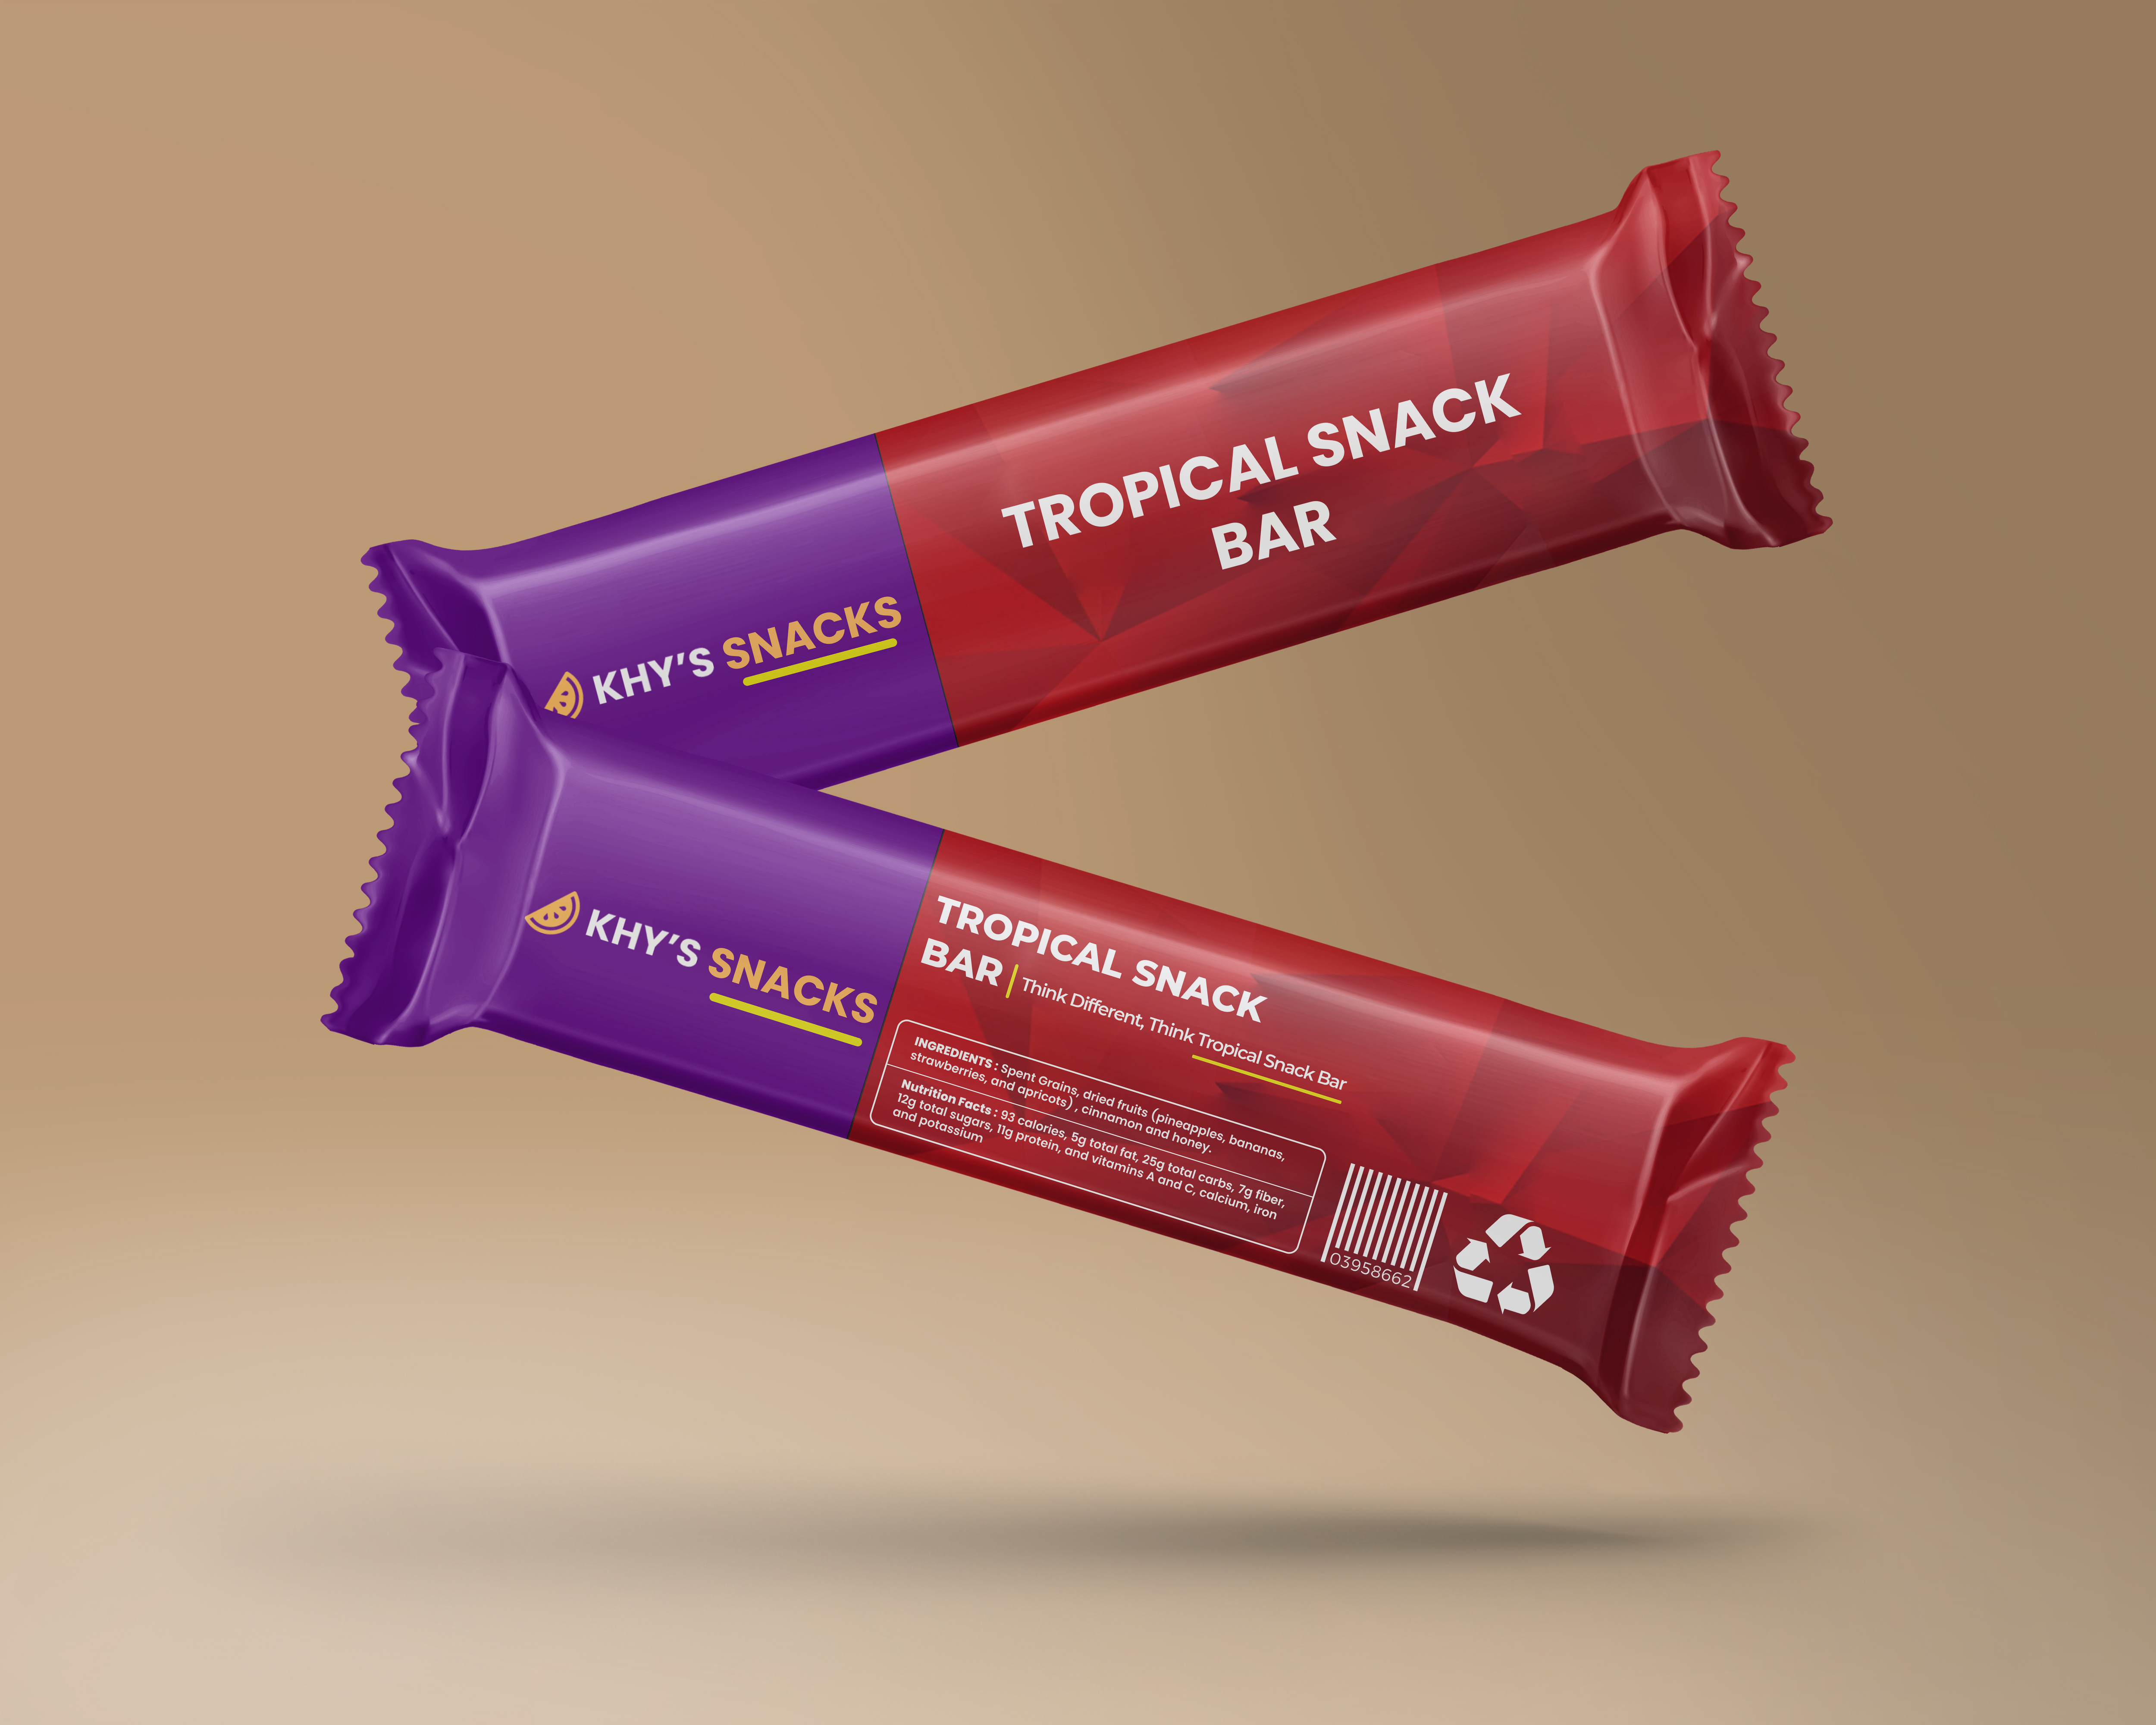 TROPICAL SNACK
BAR
KHY'S SNACKS
KHY'S SNACKS
TROPICAL SNACK
BAR
Think Different, Think Tropical Snack Bar
INGREDIENTS : Spent Grains, dried fruits (pineapples, bananas,
strawberries, and apricots) , cinnamon and honey.
Nutrition Facts : 93 calories, 5g total fat, 25g total carbs, 7g fiber,
12g total sugars, 11g protein, and vitamins A and C, calcium, iron
and potassium
03958662